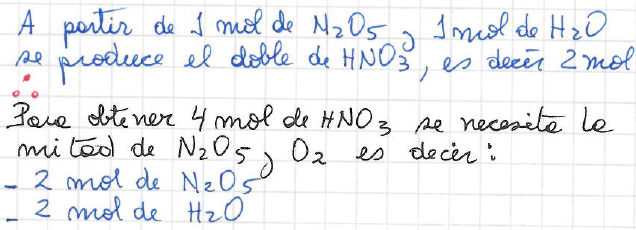 A partir de 1 mol de N₂O₅ y 1 mol de H₂O
se produce el doble de HNO₃, es decir 2 mol
∴
Para obtener 4 mol de HNO₃ se necesita la
mitad de N₂O₅ y O₂ es decir:
- 2 mol de N₂O₅
- 2 mol de H₂O